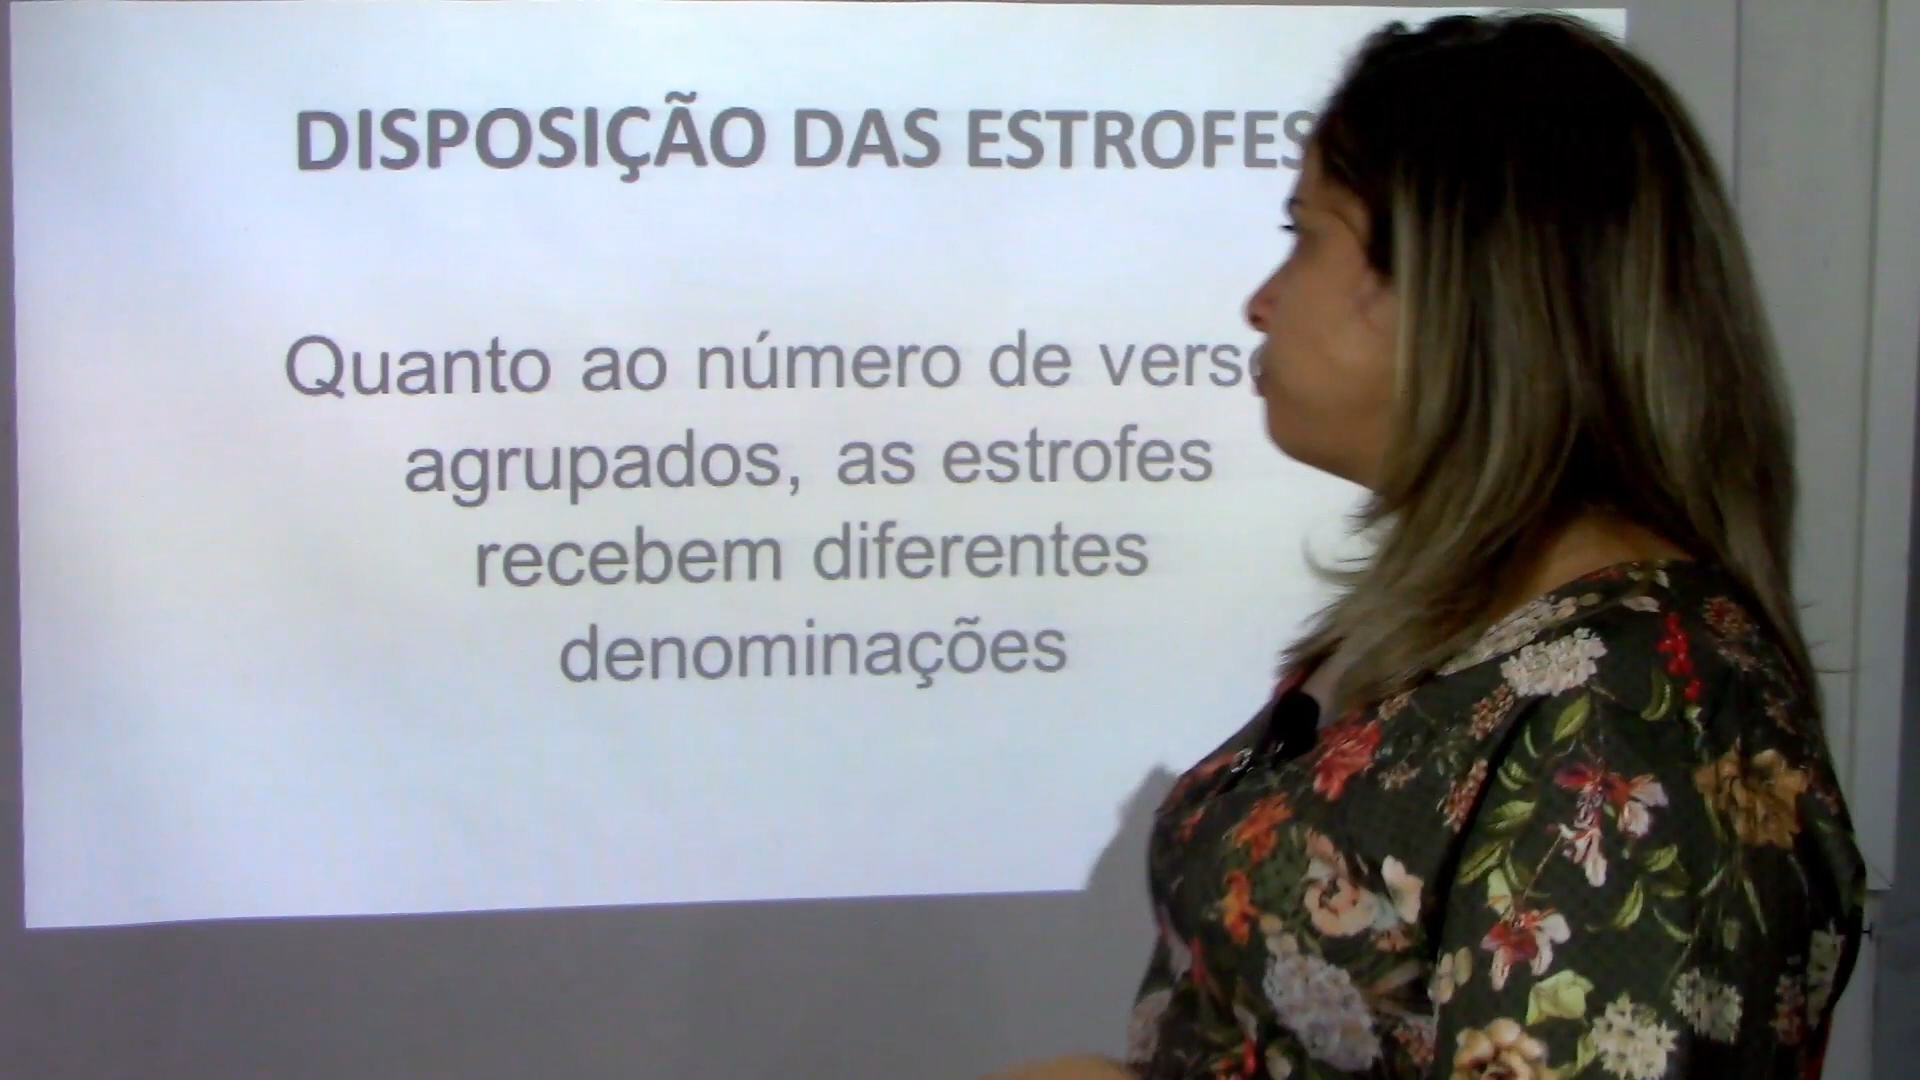 DISPOSIÇÃO DAS ESTROFES
Quanto ao número de
agrupados, as estrofes
recebem diferentes
denominações